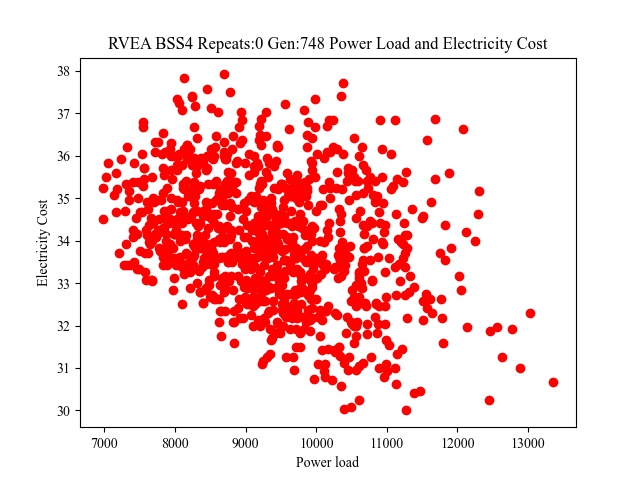 RVEA BSS4 Repeats:0 Gen:748 Power Load and Electricity Cost
38
37
36
35
34
33
32
31
30
Electricity Cost
7000 8000 9000 10000 11000 12000 13000
Power load